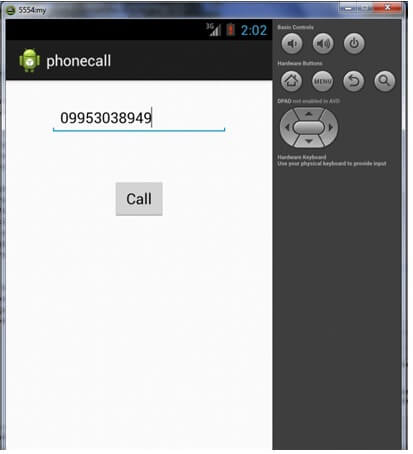 5554:my
3G 2:02
phonecall
09953038949
Call
Basic Controls
Hardware Buttons
MENU
DPAD not enabled in AVD
Hardware Keyboard
Use your physical keyboard to provide input